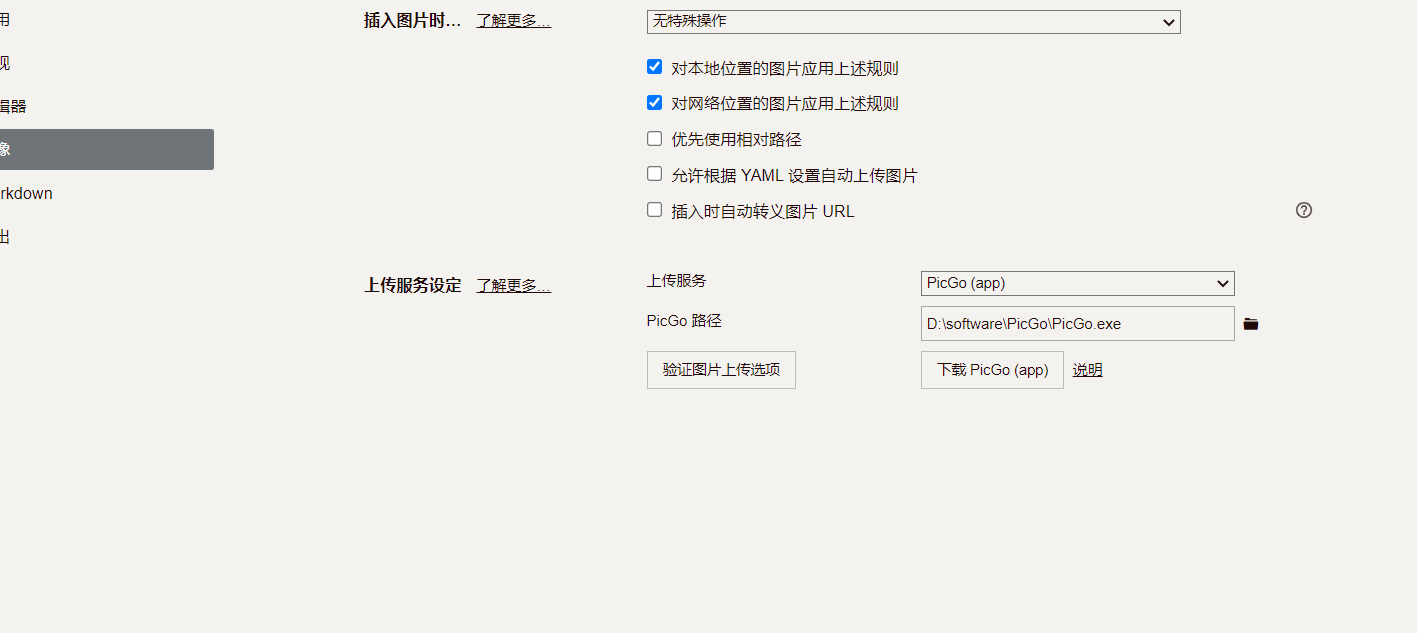 用
插入图片时... 了解更多...
无特殊操作
观
对本地位置的图片应用上述规则
辑器
对网络位置的图片应用上述规则
像
优先使用相对路径
允许根据 YAML 设置自动上传图片
rkdown
插入时自动转义图片 URL
出
上传服务设定 了解更多...
上传服务
PicGo (app)
PicGo 路径
D:\software\PicGo\PicGo.exe
验证图片上传选项
下载 PicGo (app) 说明